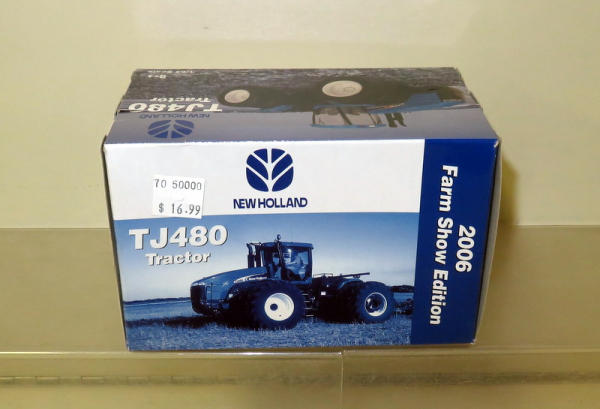 TJ480
Tractor
NEW HOLLAND
NEW HOLLAND
70 50000
$ 16.99
TJ480
Tractor
2006
Farm Show Edition